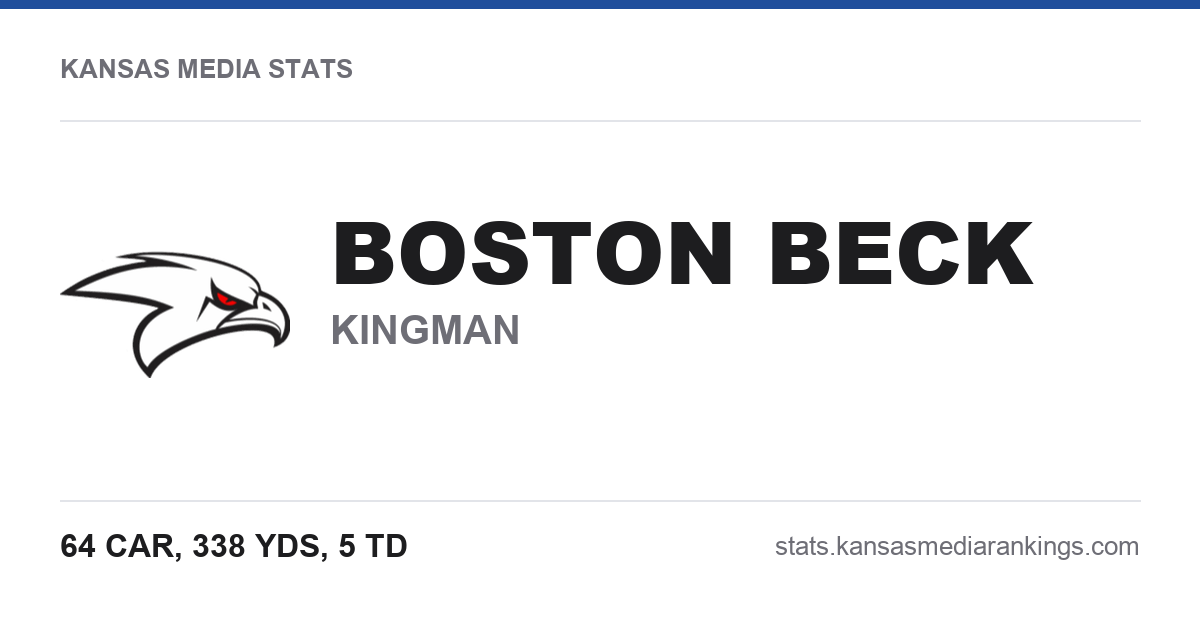 KANSAS MEDIA STATS
BOSTON BECK
KINGMAN
64 CAR, 338 YDS, 5 TD
stats.kansasmediarankings.com